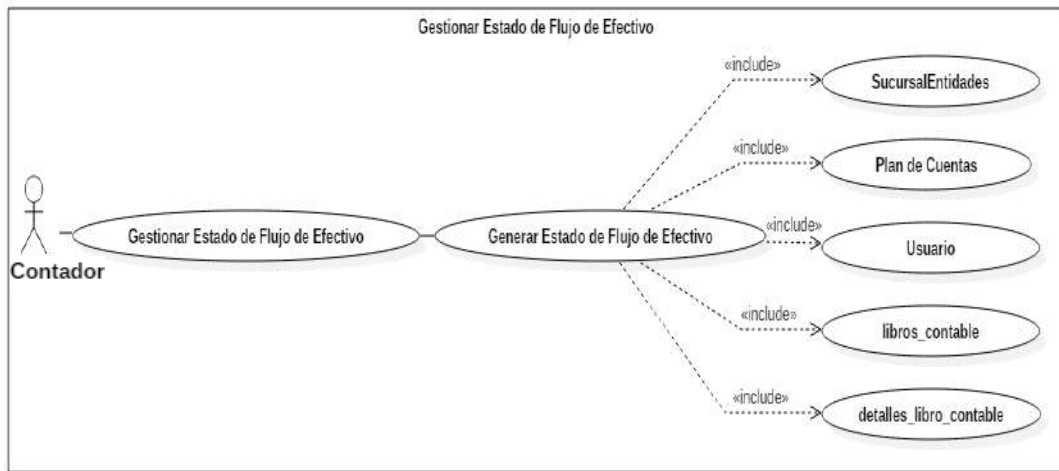 Gestionar Estado de Flujo de Efectivo
«include»
SucursalEntidades
«include»
Plan de Cuentas
Contador
Gestionar Estado de Flujo de Efectivo
Generar Estado de Flujo de Efectivo
«include»
Usuario
«include»
libros_contable
«include»
detalles_libro_contable